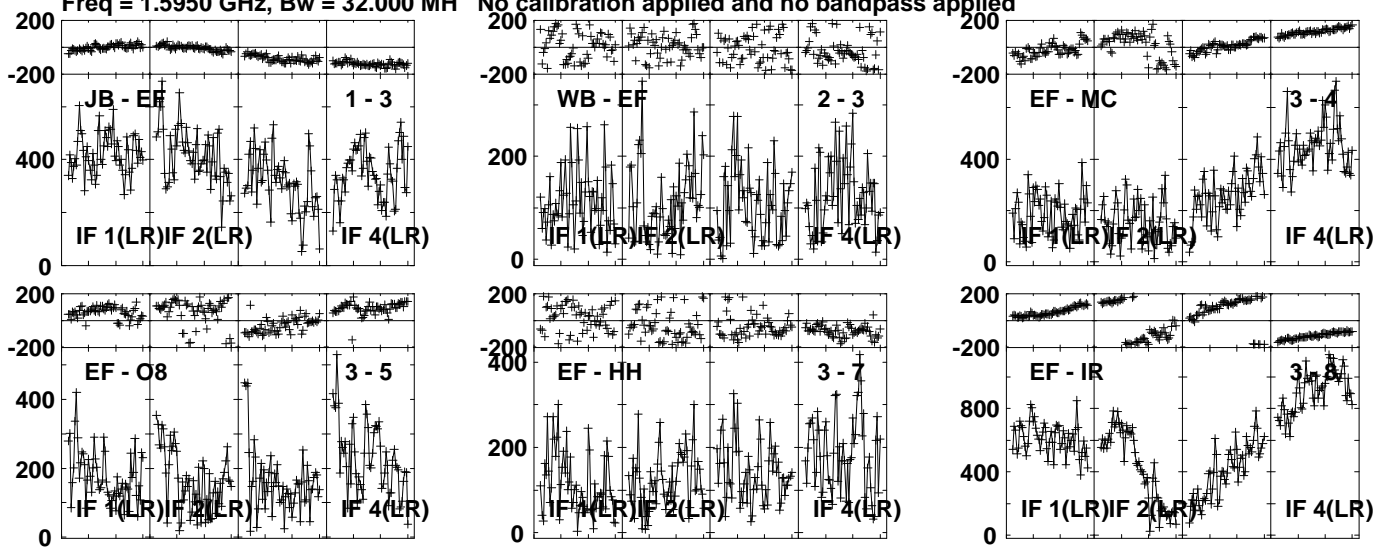 Freq = 1.5950 GHz, Bw = 32.000 MH No calibration applied and no bandpass applied
200
-200
JB - EF 1 - 3
400
IF 1(LR) IF 2(LR) IF 4(LR)
0
WB - EF 2 - 3
200
IF 1(LR) IF 2(LR) IF 4(LR)
0
200
-200
EF - MC 3 - 4
400
IF 1(LR) IF 2(LR) IF 4(LR)
0
200
-200
EF - O8 3 - 5
400
200
IF 1(LR) IF 2(LR) IF 4(LR)
0
200
-200
400
EF - HH 3 - 7
200
IF 1(LR) IF 2(LR) IF 4(LR)
0
200
-200
EF - IR 3 - 8
800
400
IF 1(LR) IF 2(LR) IF 4(LR)
0